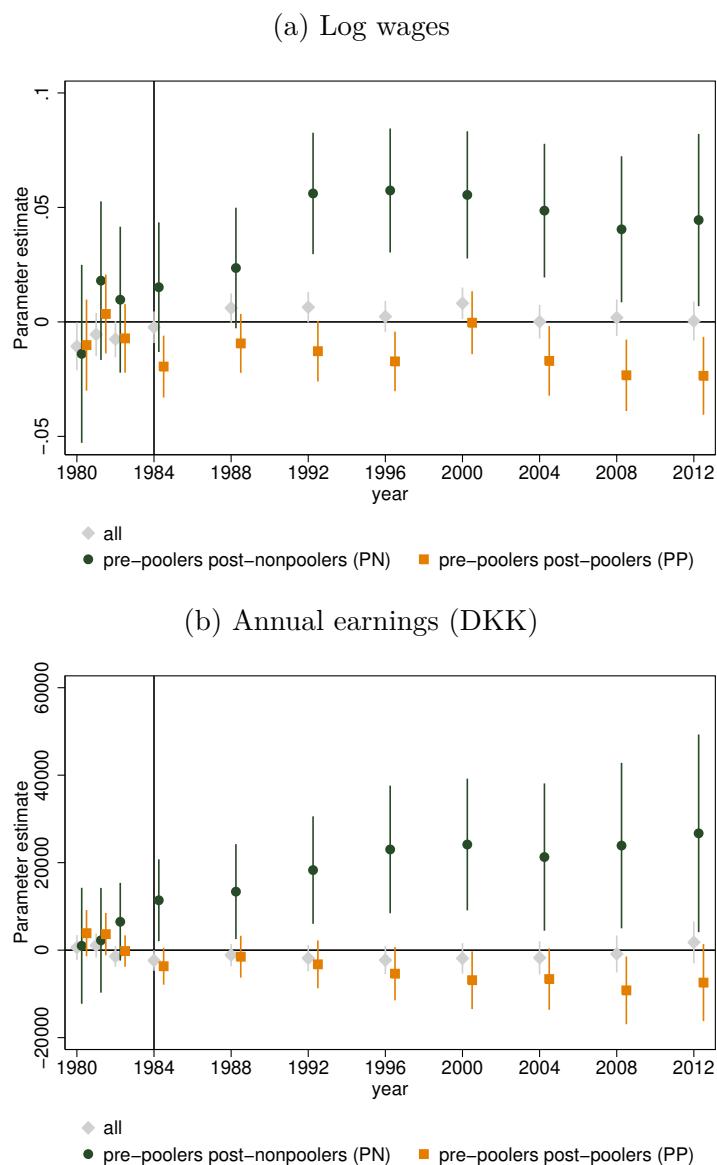 (a) Log wages
.1
.05
0
−.05
Parameter estimate
1980 1984 1988 1992 1996 2000 2004 2008 2012
year
all
pre−poolers post−nonpoolers (PN) pre−poolers post−poolers (PP)
(b) Annual earnings (DKK)
60000
40000
20000
0
−20000
Parameter estimate
1980 1984 1988 1992 1996 2000 2004 2008 2012
year
all
pre−poolers post−nonpoolers (PN) pre−poolers post−poolers (PP)